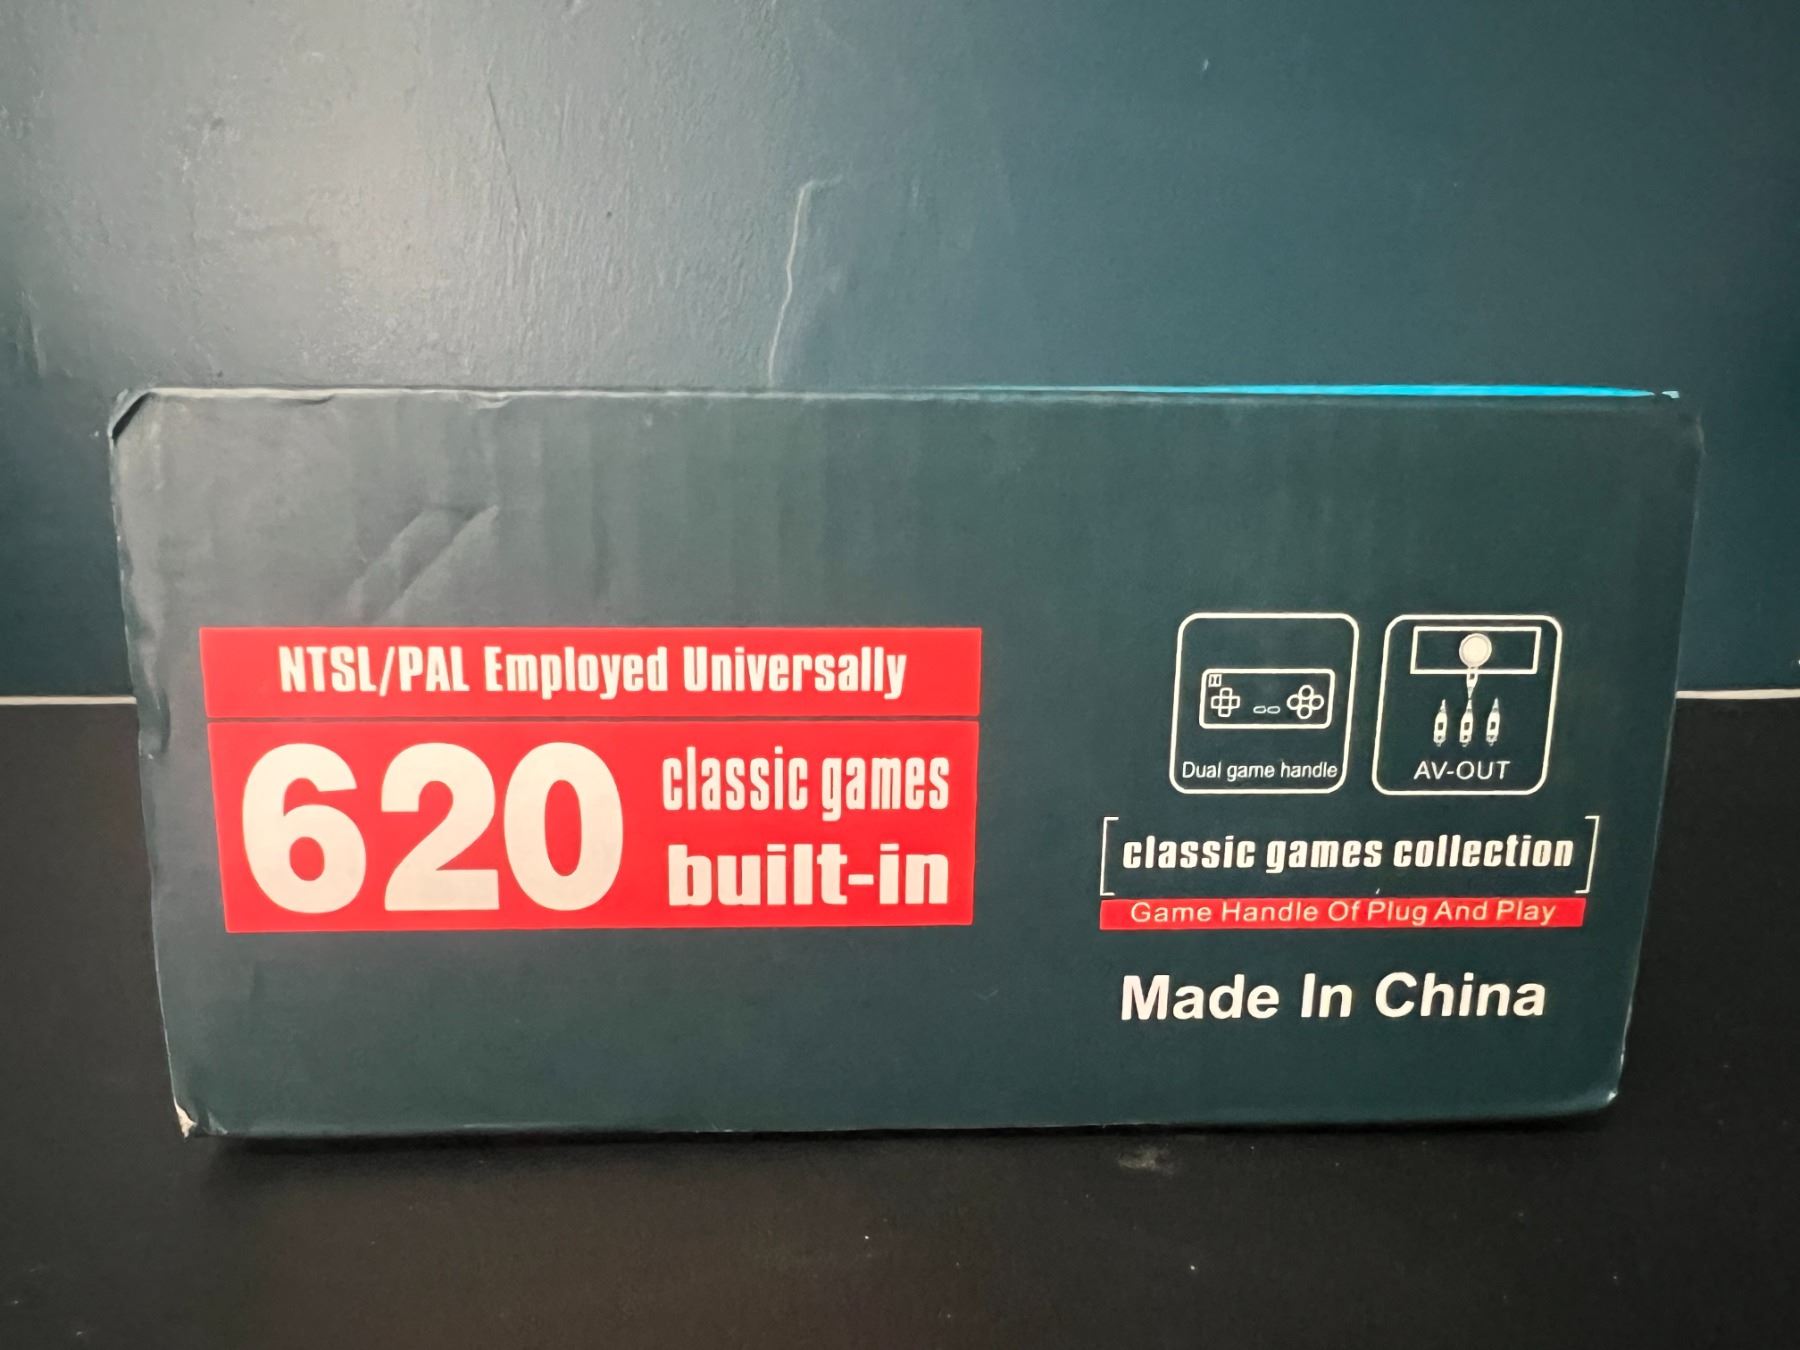 NTSL/PAL Employed Universally
620 classic games
built-in
Dual game handle
AV-OUT
classic games collection
Game Handle Of Plug And Play
Made In China